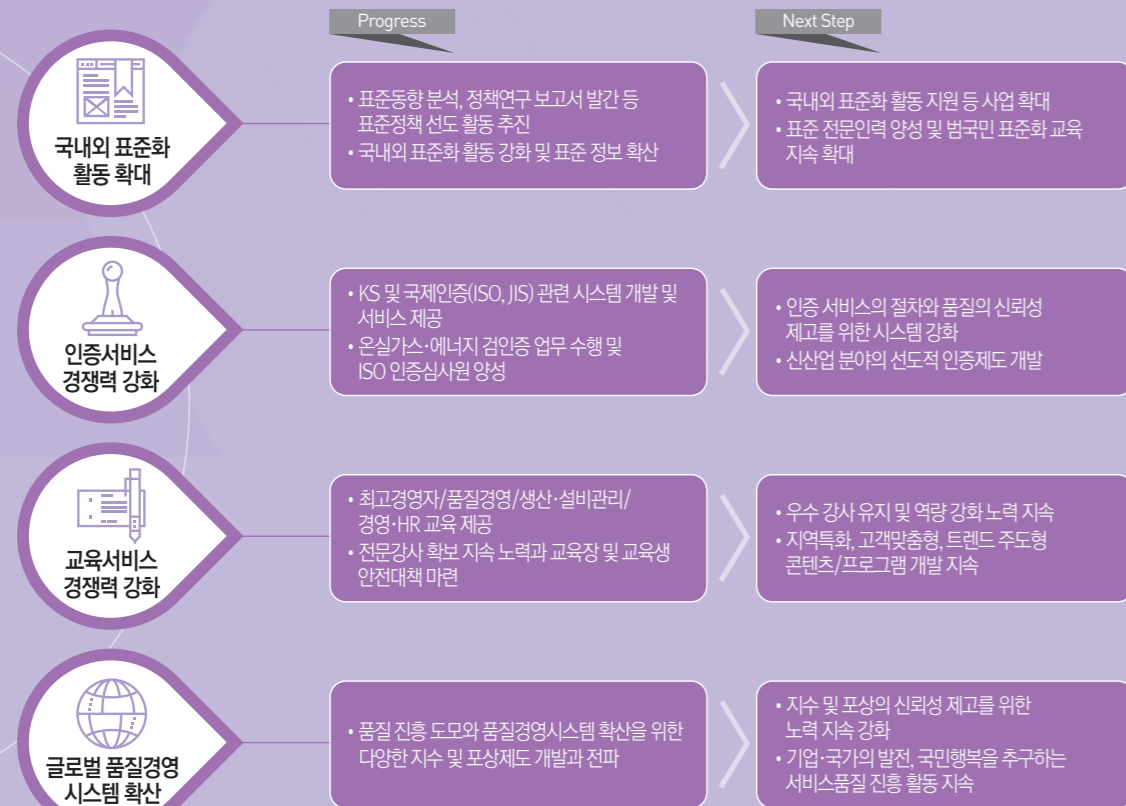 Progress
Next Step
국내외 표준화
활동 확대
• 표준동향 분석, 정책연구 보고서 발간 등
표준정책 선도 활동 추진
• 국내외 표준화 활동 강화 및 표준 정보 확산
• 국내외 표준화 활동 지원 등 사업 확대
• 표준 전문인력 양성 및 범국민 표준화 교육
지속 확대
인증서비스
경쟁력 강화
• KS 및 국제인증(ISO, JIS) 관련 시스템 개발 및
서비스 제공
• 온실가스·에너지 검인증 업무 수행 및
ISO 인증심사원 양성
• 인증 서비스의 절차와 품질의 신뢰성
제고를 위한 시스템 강화
• 신산업 분야의 선도적 인증제도 개발
교육서비스
경쟁력 강화
• 최고경영자/품질경영/생산·설비관리/
경영·HR 교육 제공
• 전문강사 확보 지속 노력과 교육장 및 교육생
안전대책 마련
• 우수 강사 유지 및 역량 강화 노력 지속
• 지역특화, 고객맞춤형, 트렌드 주도형
콘텐츠/프로그램 개발 지속
글로벌 품질경영
시스템 확산
• 품질 진흥 도모와 품질경영시스템 확산을 위한
다양한 지수 및 포상제도 개발과 전파
• 지수 및 포상의 신뢰성 제고를 위한
노력 지속 강화
• 기업·국가의 발전, 국민행복을 추구하는
서비스품질 진흥 활동 지속